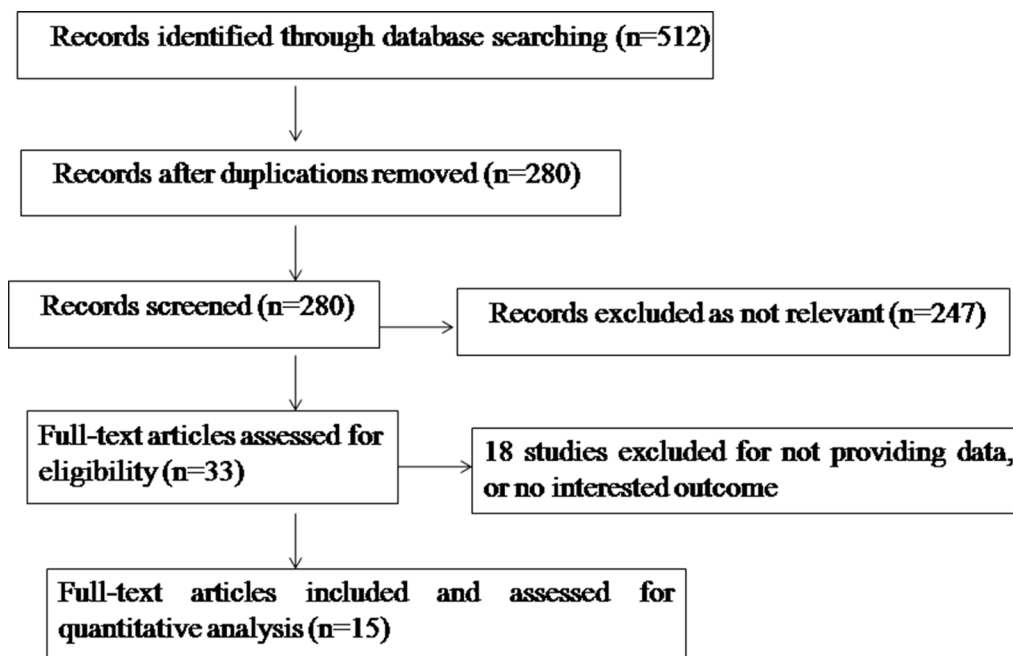 Records identified through database searching (n=512)
Records after duplications removed (n=280)
Records screened (n=280)
Records excluded as not relevant (n=247)
Full-text articles assessed for
eligibility (n=33)
18 studies excluded for not providing data,
or no interested outcome
Full-text articles included and assessed for
quantitative analysis (n=15)